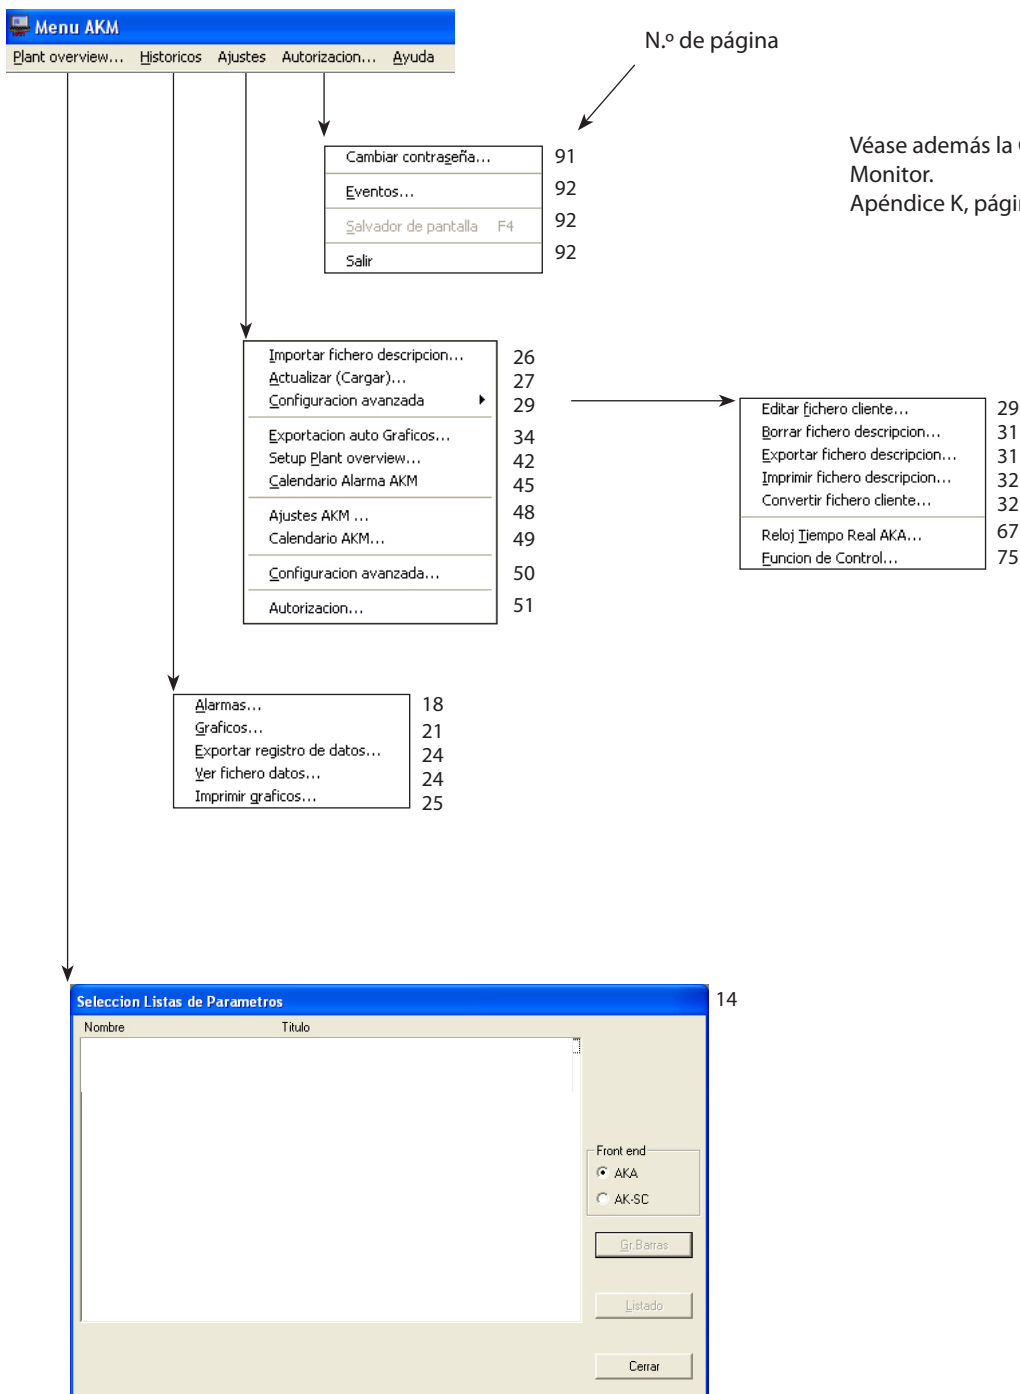 Menu AKM
Plant overview... Historicos Ajustes Autorizacion... Ayuda
N.º de página
Véase además la
Monitor.
Apéndice K,
Cambiar contraseña... 91
Eventos... 92
Salvador de pantalla F4 92
Salir 92
Importar fichero descripcion... 26
Actualizar (Cargar)... 27
Configuracion avanzada 29
Exportacion auto Graficos... 34
Setup Plant overview... 42
Calendario Alarma AKM 45
Ajustes AKM ... 48
Calendario AKM... 49
Configuracion avanzada... 50
Autorizacion... 51
Editar fichero cliente... 29
Borrar fichero descripcion... 31
Exportar fichero descripcion... 31
Imprimir fichero descripcion... 32
Convertir fichero cliente... 32
Reloj Tiempo Real AKA... 67
Funcion de Control... 75
Alarmas... 18
Graficos... 21
Exportar registro de datos... 24
Ver fichero datos... 24
Imprimir graficos... 25
Seleccion Listas de Parametros 14
Nombre Titulo
Front end
AKA
AK-SC
Gr.Barras
Listado
Cerrar